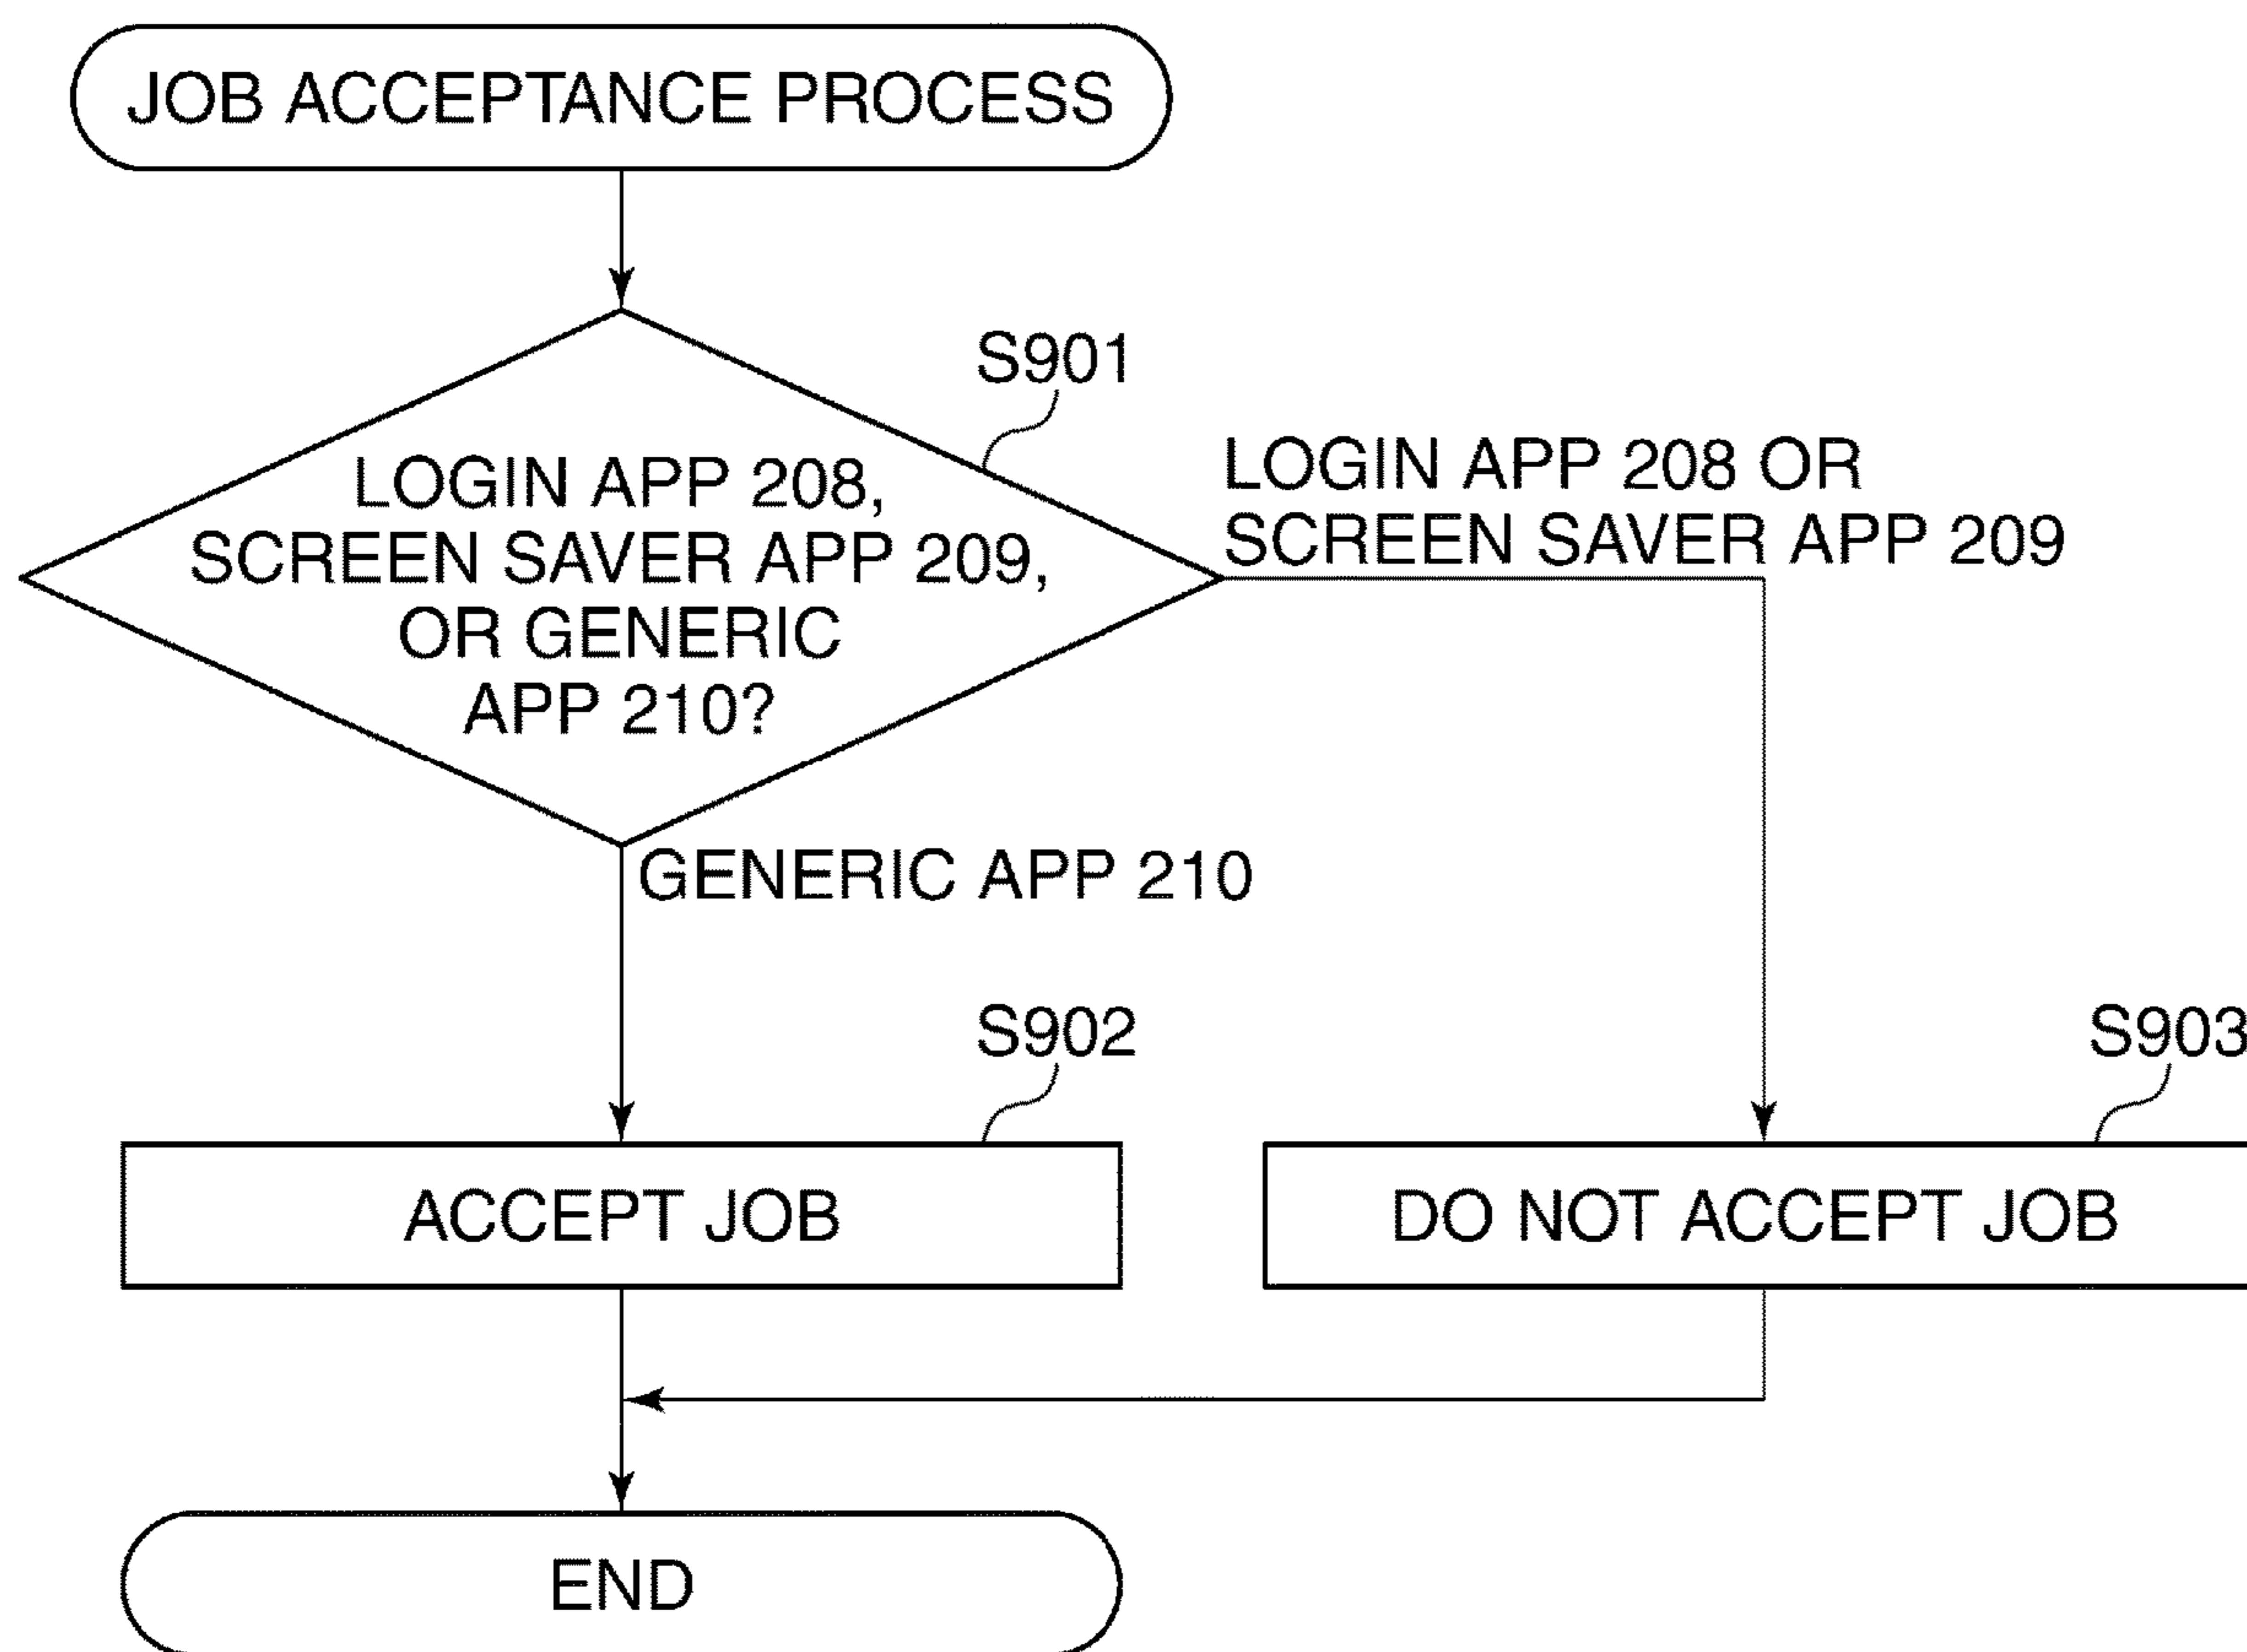 JOB ACCEPTANCE PROCESS
S901
LOGIN APP 208,
SCREEN SAVER APP 209,
OR GENERIC
APP 210?
LOGIN APP 208 OR
SCREEN SAVER APP 209
GENERIC APP 210
S902
ACCEPT JOB
S903
DO NOT ACCEPT JOB
END